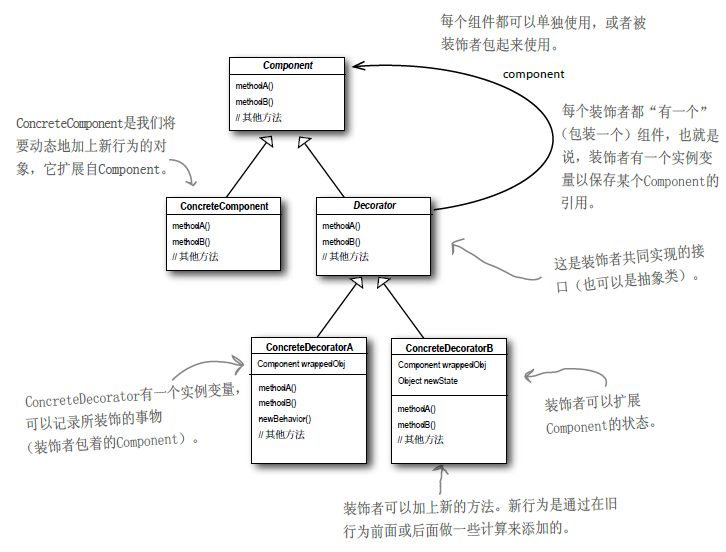 每个组件都可以单独使用，或者被
装饰者包起来使用。
Component
methodA()
methodB()
// 其他方法
component
ConcreteComponent是我们将
要动态地加上新行为的对
象，它扩展自Component。
每个装饰者都“有一个”
（包装一个）组件，也就是
说，装饰者有一个实例变
量以保存某个Component的
引用。
ConcreteComponent
methodA()
methodB()
// 其他方法
Decorator
methodA()
methodB()
// 其他方法
这是装饰者共同实现的接
口（也可以是抽象类）。
ConcreteDecoratorA
Component wrappedObj
methodA()
methodB()
newBehavior()
// 其他方法
ConcreteDecoratorB
Component wrappedObj
Object newState
methodA()
methodB()
// 其他方法
ConcreteDecorator有一个实例变量，
可以记录所装饰的事物
（装饰者包着的Component）。
装饰者可以扩展
Component的状态。
装饰者可以加上新的方法。新行为是通过在旧
行为前面或后面做一些计算来添加的。